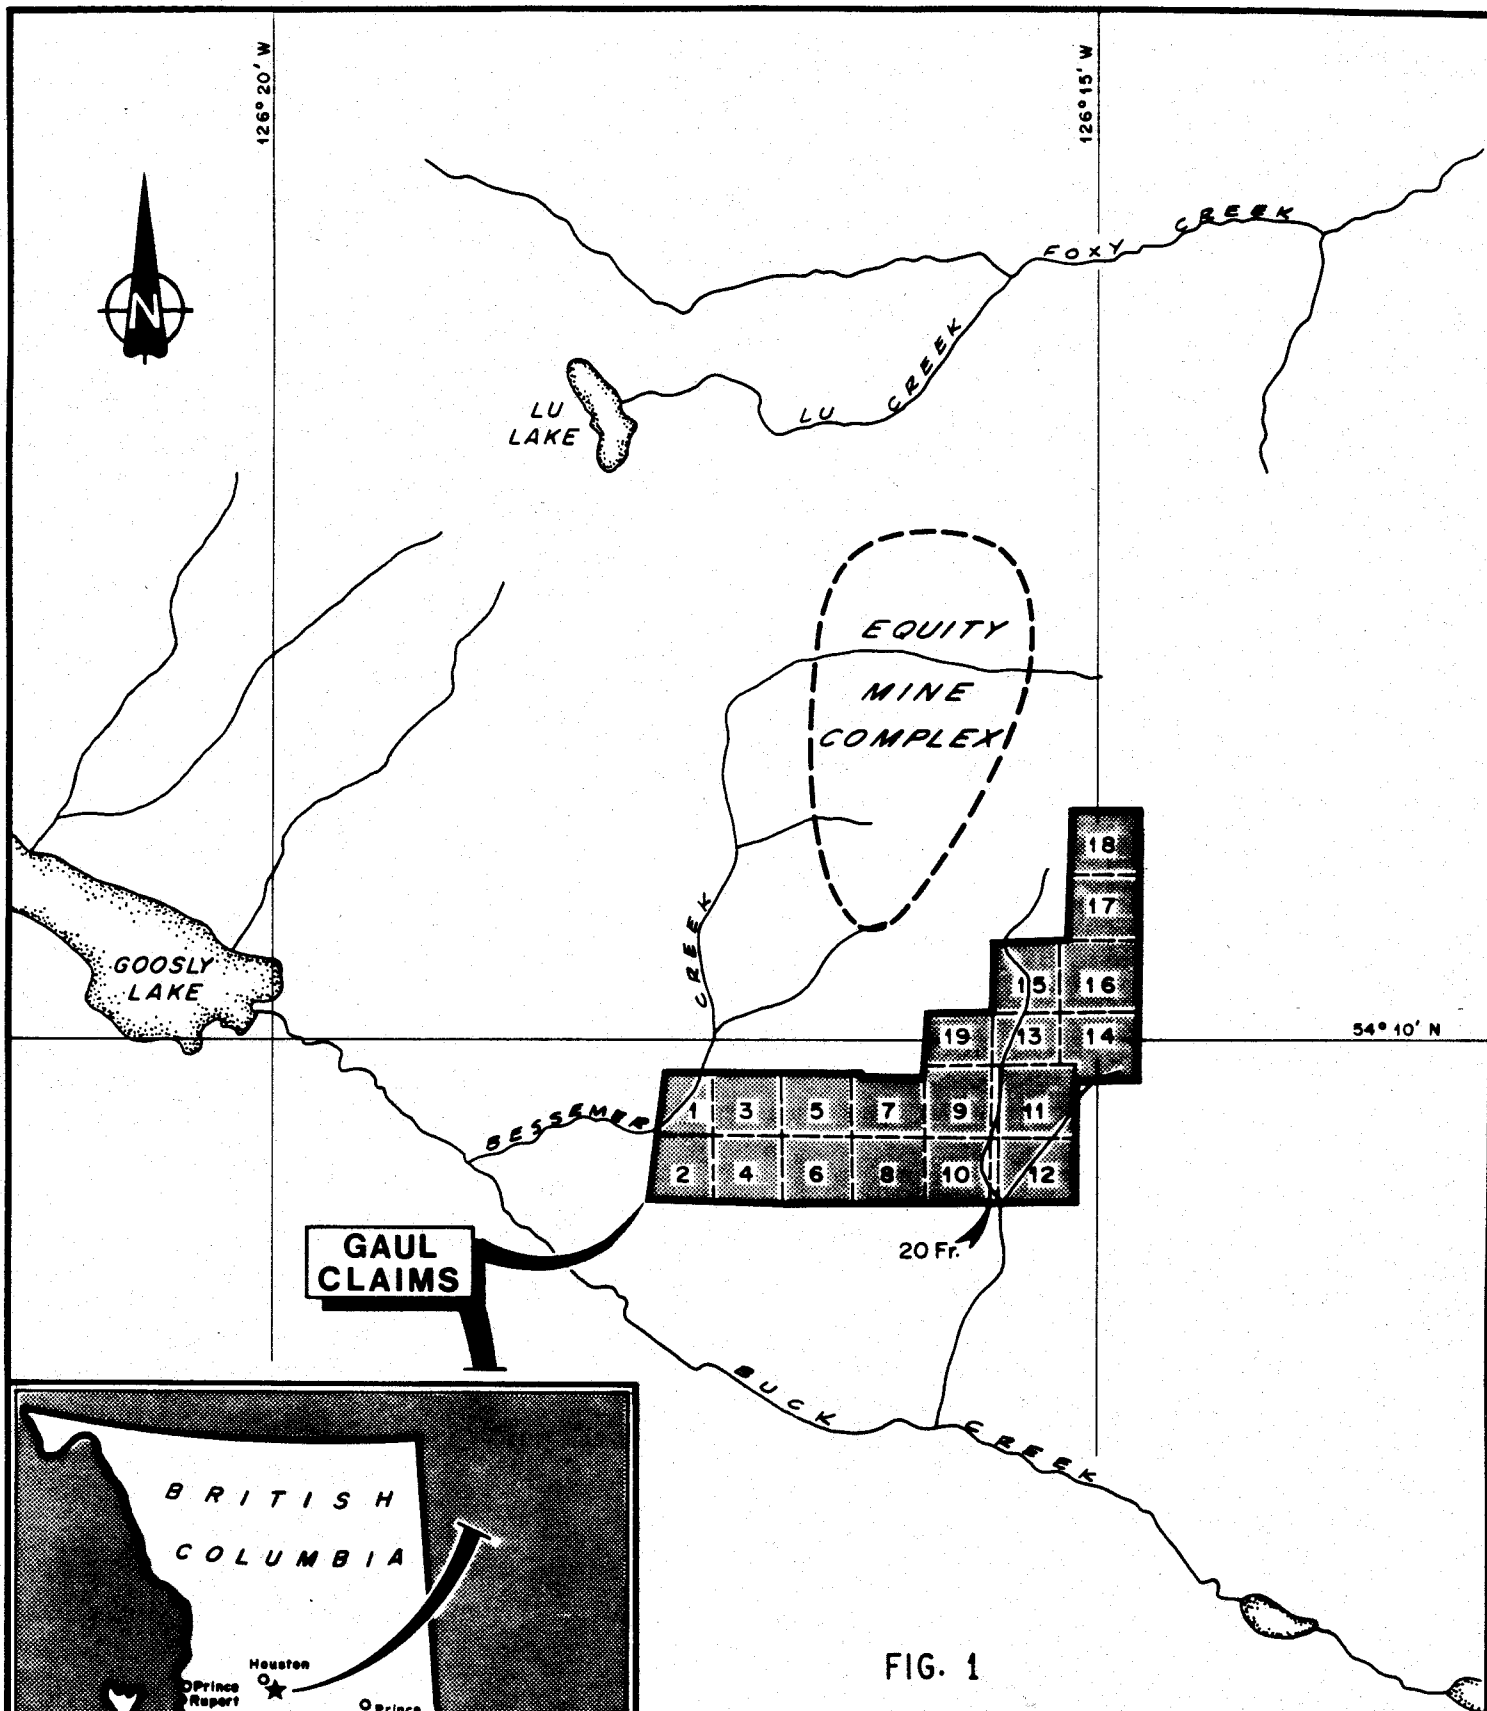 126° 20' W
126° 15' W
FOXY CREEK
N
LU CREEK
LU
LAKE
EQUITY
MINE
COMPLEX
18
17
CREEK
GOOSLY
LAKE
15
16
19
13
14
54° 10' N
BESSEMER
1
3
5
7
9
11
2
4
6
8
10
12
20 Fr.
GAUL
CLAIMS
BUCK CREEK
BRITISH
COLUMBIA
Houston
Prince
Rupert
Prince
FIG. 1